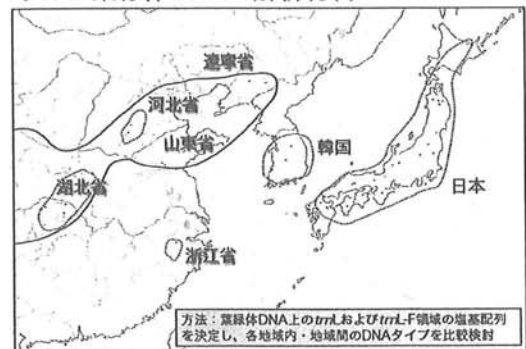 遼寧省
河北省
山東省
韓国
湖北省
日本
浙江省
方法：葉緑体DNA上のtrnLおよびtrnL-F領域の塩基配列
を決定し、各地域内・地域間のDNAタイプを比較検討